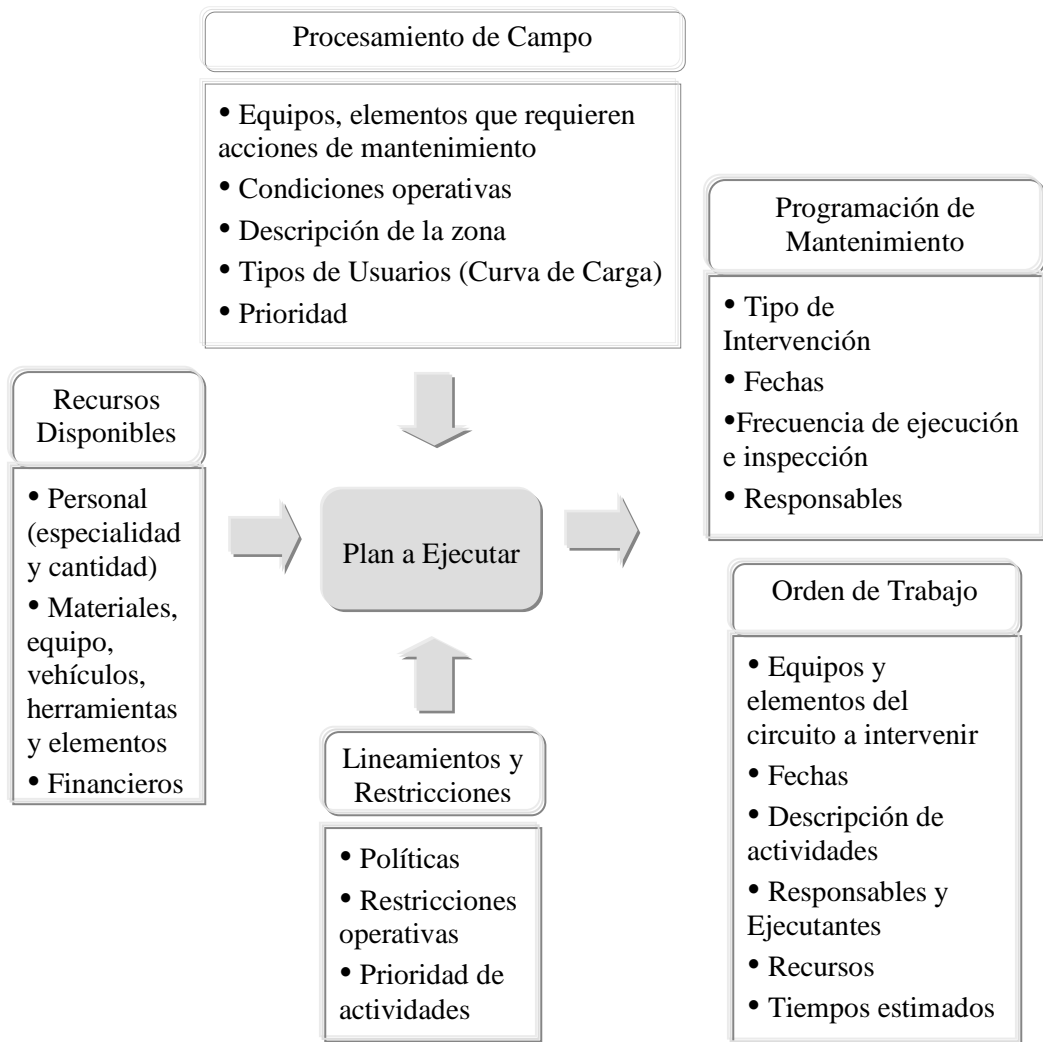 Procesamiento de Campo
• Equipos, elementos que requieren
acciones de mantenimiento
• Condiciones operativas
• Descripción de la zona
• Tipos de Usuarios (Curva de Carga)
• Prioridad
Recursos
Disponibles
• Personal
(especialidad
y cantidad)
• Materiales,
equipo,
vehículos,
herramientas
y elementos
• Financieros
Plan a Ejecutar
Lineamientos y
Restricciones
• Políticas
• Restricciones
operativas
• Prioridad de
actividades
Programación de
Mantenimiento
• Tipo de
Intervención
• Fechas
•Frecuencia de ejecución
e inspección
• Responsables
Orden de Trabajo
• Equipos y
elementos del
circuito a intervenir
• Fechas
• Descripción de
actividades
• Responsables y
Ejecutantes
• Recursos
• Tiempos estimados